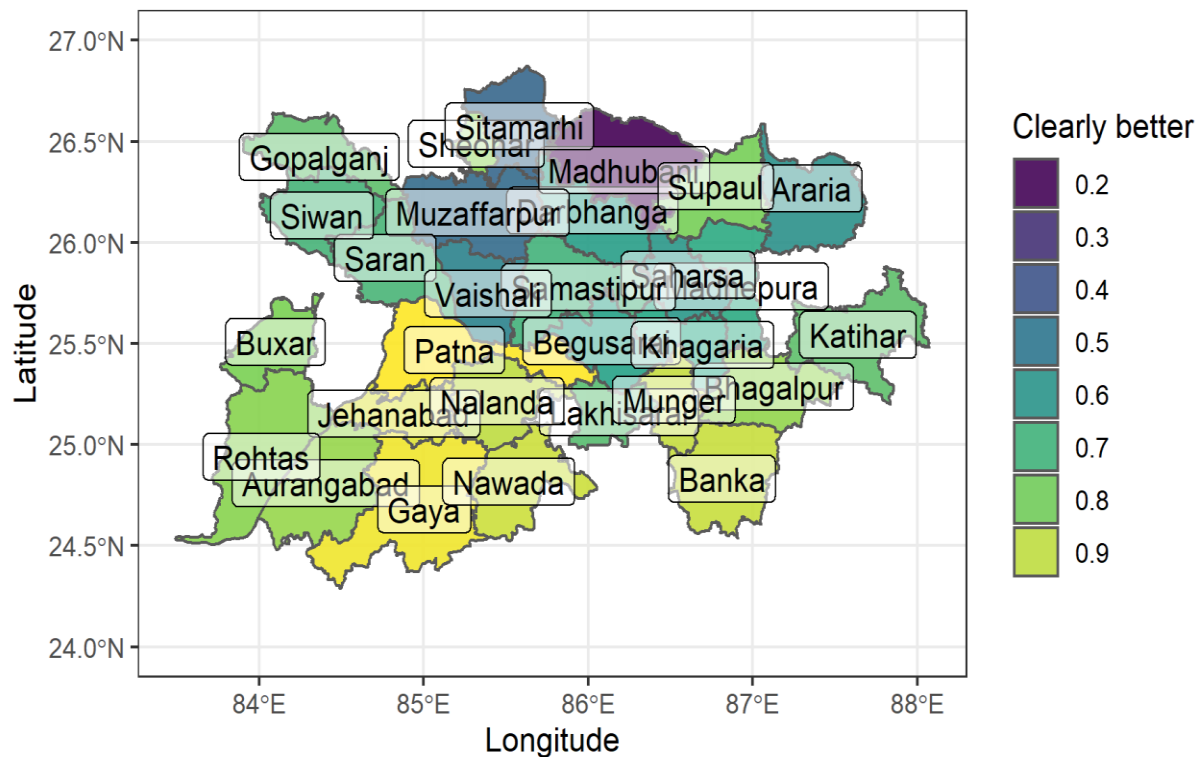 27.0°N
26.5°N
26.0°N
25.5°N
25.0°N
24.5°N
24.0°N
Latitude
Sitamarhi
Sheohar
Gopalganj
Madhubani
Supaul
Araria
Siwan
Muzaffarpur
Darbhanga
Saran
Saharsa
Vaishali
Samastipur
Madhepura
Buxar
Patna
Begusarai
Khagaria
Katihar
Jehanabad
Nalanda
Lakhisarai
Munger
Bhagalpur
Rohtas
Aurangabad
Gaya
Nawada
Banka
84°E
85°E
86°E
87°E
88°E
Longitude
Clearly better
0.2
0.3
0.4
0.5
0.6
0.7
0.8
0.9